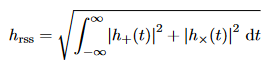 h_rss = √(∫_{-∞}^{∞} |h_+(t)|² + |h_×(t)|² dt)